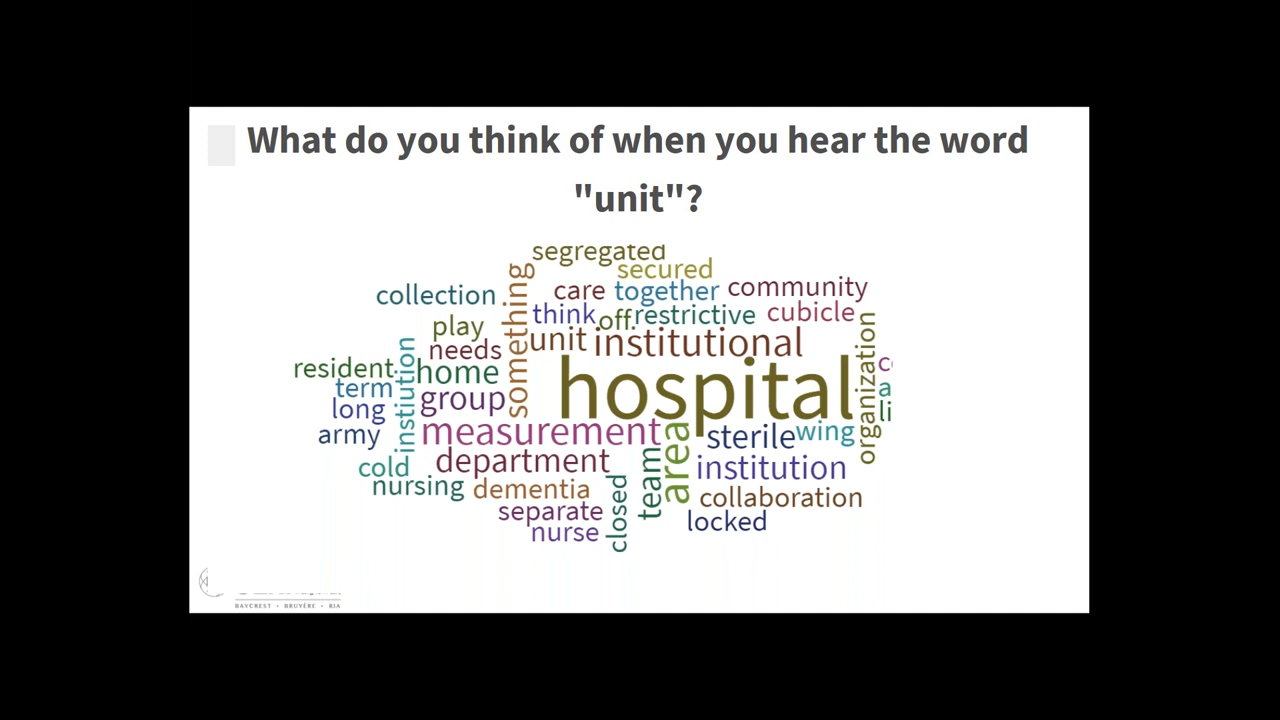 What do you think of when you hear the word
"unit"?
segregated
secured
collection
something
care
together
community
think
off.
restrictive
cubicle
play
unit
institutional
organization
needs
instiution
resident
home
hospital
term
group
long
army
measurement
area
sterile
wing
department
team
institution
cold
nursing
dementia
closed
collaboration
separate
locked
nurse
BAYCREST • BRUYÈRE • RIA